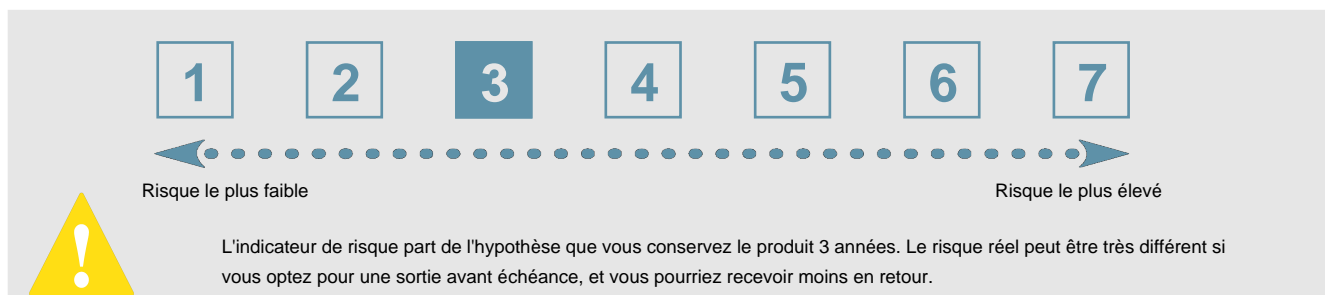 1 2 3 4 5 6 7
Risque le plus faible Risque le plus élevé
!
L'indicateur de risque part de l'hypothèse que vous conservez le produit 3 années. Le risque réel peut être très différent si
vous optez pour une sortie avant échéance, et vous pourriez recevoir moins en retour.